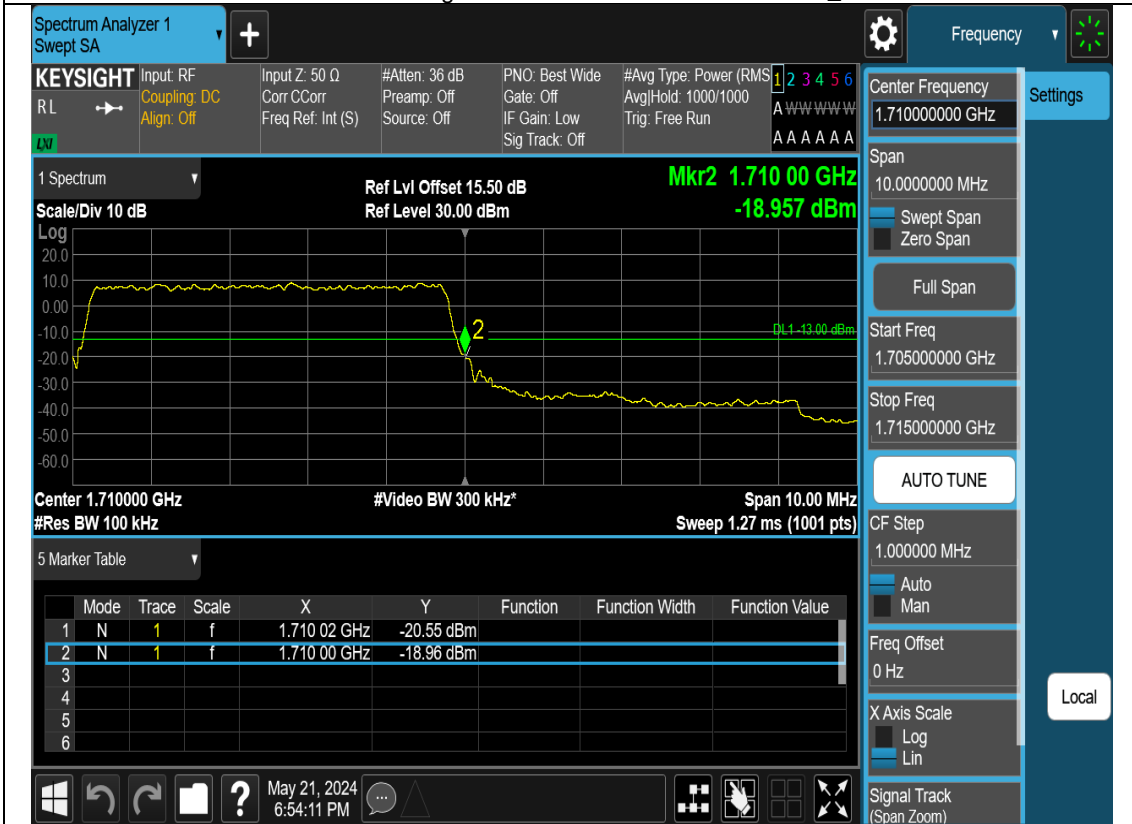 Spectrum Analyzer 1
Swept SA
+
Frequency
KEYSIGHT
RL
LXI
Input: RF
Coupling: DC
Align: Off
Input Z: 50 Ω
Corr CCorr
Freq Ref: Int (S)
#Atten: 36 dB
Preamp: Off
Source: Off
PNO: Best Wide
Gate: Off
IF Gain: Low
Sig Track: Off
#Avg Type: Power (RMS
Avg|Hold: 1000/1000
Trig: Free Run
1 2 3 4 5 6
A W W W W W
A A A A A A
1 Spectrum
Scale/Div 10 dB
Ref Lvl Offset 15.50 dB
Ref Level 30.00 dBm
Mkr2 1.710 00 GHz
-18.957 dBm
Log
20.0
10.0
0.00
-10.0
-20.0
-30.0
-40.0
-50.0
-60.0
2
DL1 -13.00 dBm
Center 1.710000 GHz
#Res BW 100 kHz
#Video BW 300 kHz*
Span 10.00 MHz
Sweep 1.27 ms (1001 pts)
5 Marker Table
Mode Trace Scale X Y Function Function Width Function Value
1 N 1 f 1.710 02 GHz -20.55 dBm
2 N 1 f 1.710 00 GHz -18.96 dBm
3
4
5
6
?
May 21, 2024
6:54:11 PM
Center Frequency
1.710000000 GHz
Settings
Span
10.0000000 MHz
Swept Span
Zero Span
Full Span
Start Freq
1.705000000 GHz
Stop Freq
1.715000000 GHz
AUTO TUNE
CF Step
1.000000 MHz
Auto
Man
Freq Offset
0 Hz
Local
X Axis Scale
Log
Lin
Signal Track
(Span Zoom)